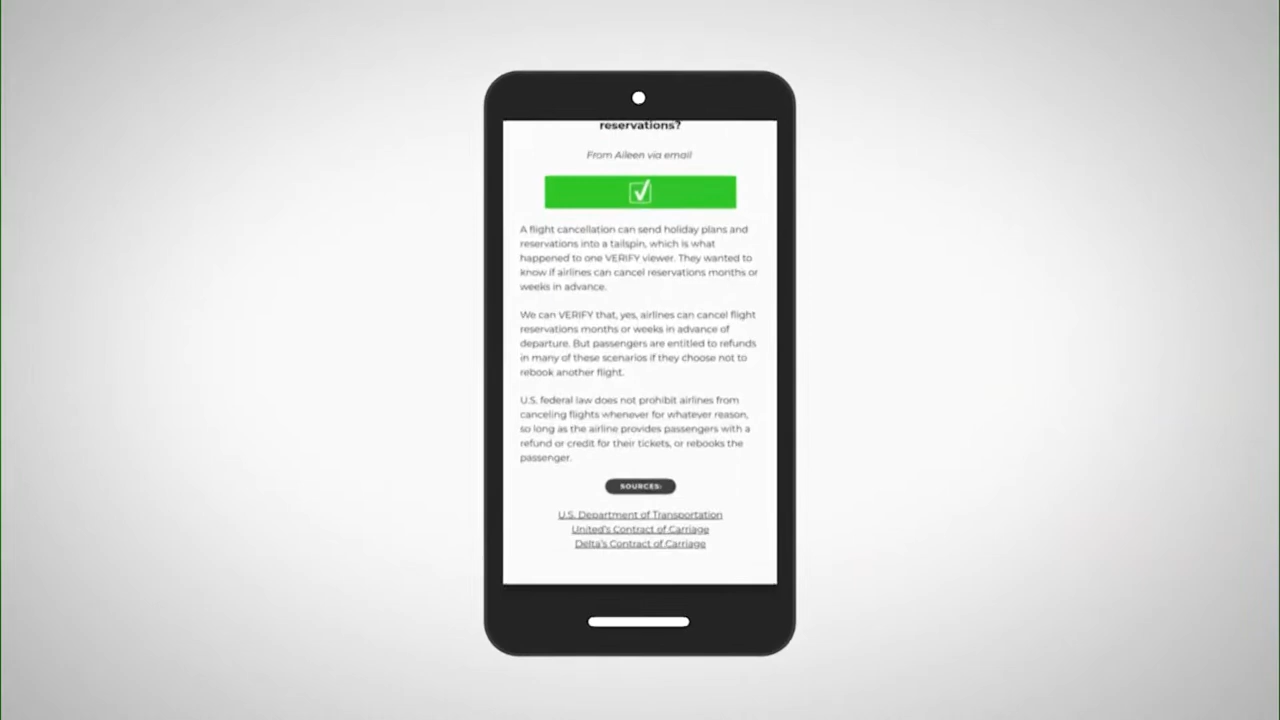 reservations?
From Aileen via email
A flight cancellation can send holiday plans and
reservations into a tailspin, which is what
happened to one VERIFY viewer. They wanted to
know if airlines can cancel reservations months or
weeks in advance.
We can VERIFY that, yes, airlines can cancel flight
reservations months or weeks in advance of
departure. But passengers are entitled to refunds
in many of these scenarios if they choose not to
rebook another flight.
U.S. federal law does not prohibit airlines from
canceling flights whenever for whatever reason,
so long as the airline provides passengers with a
refund or credit for their tickets, or rebooks the
passenger.
SOURCES:
U.S. Department of Transportation
United's Contract of Carriage
Delta's Contract of Carriage